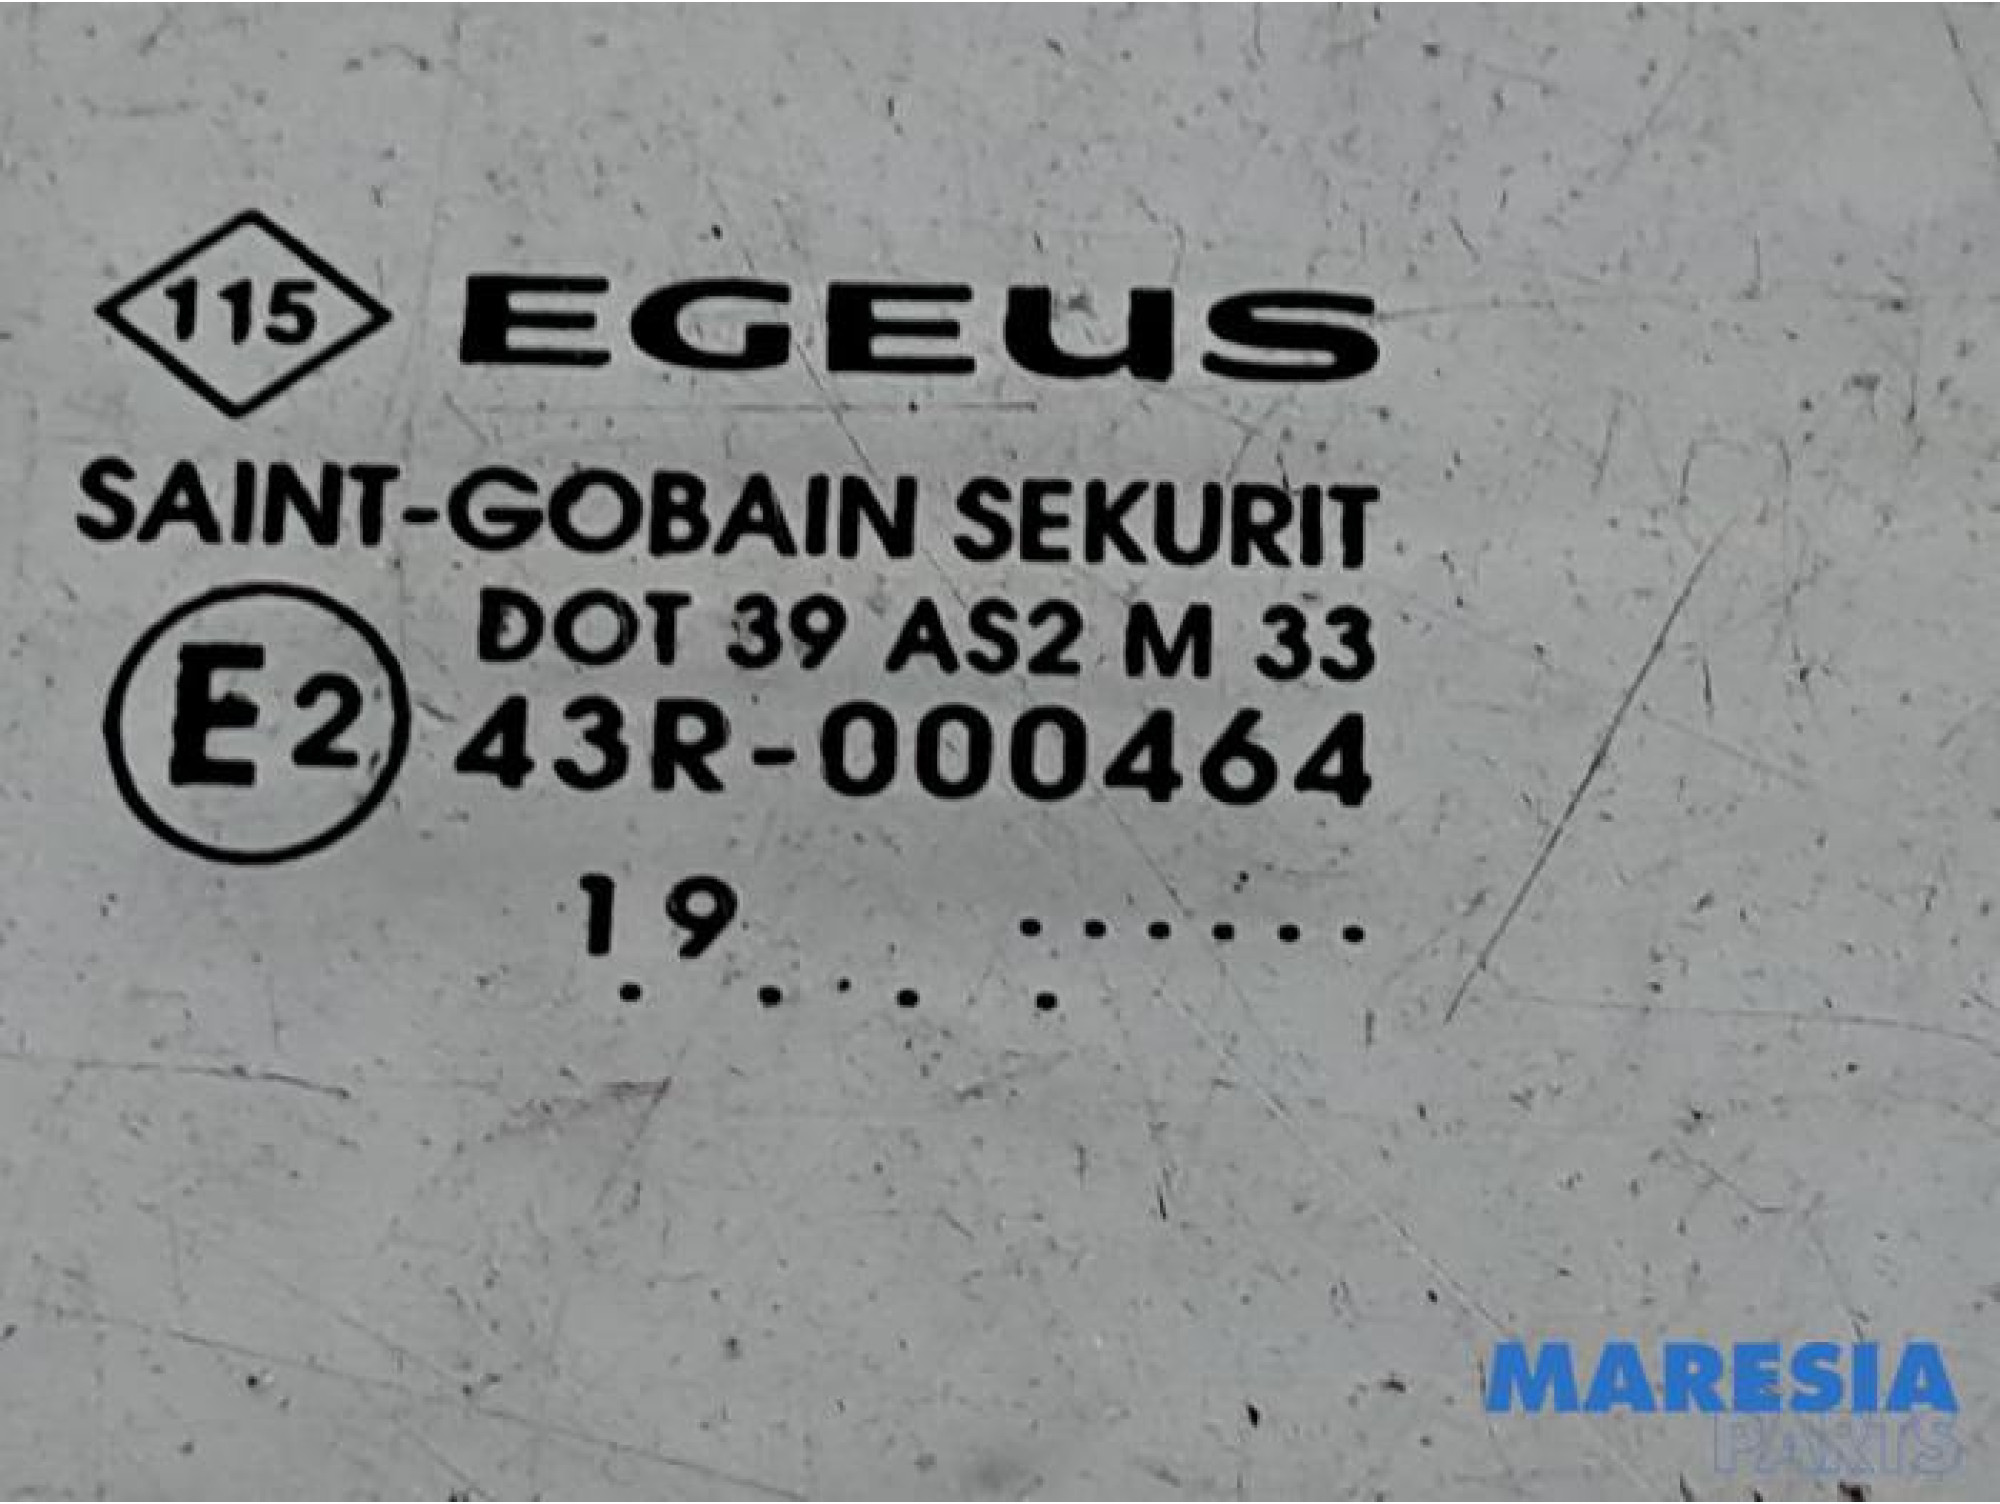 115 EGEUS
SAINT-GOBAIN SEKURIT
DOT 39 AS2 M 33
E2 43R-000464
19 ......
. . . .
MARESIA
PARTS